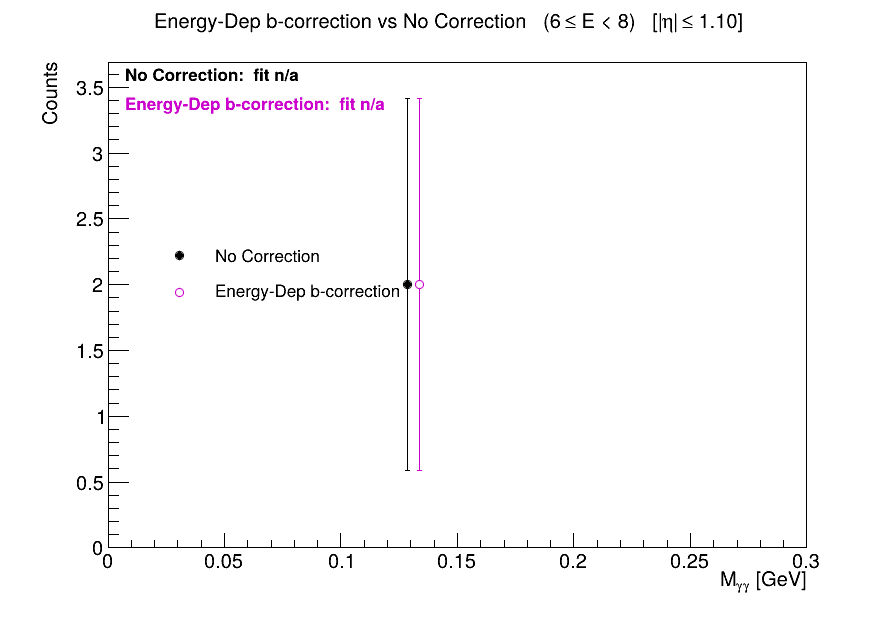 Energy-Dep b-correction vs No Correction (6 ≤ E < 8) [|η| ≤ 1.10]
Counts
No Correction: fit n/a
Energy-Dep b-correction: fit n/a
3.5
3
2.5
No Correction
2
Energy-Dep b-correction
1.5
1
0.5
0
0 0.05 0.1 0.15 0.2 0.25 0.3
M_γγ [GeV]